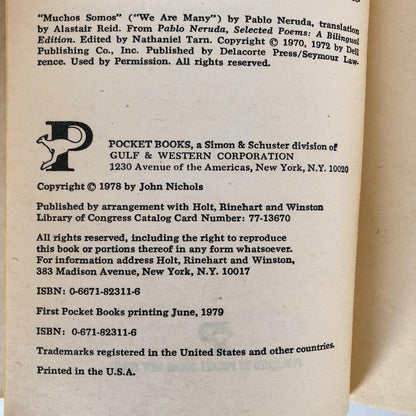 "Muchos Somos" ("We Are Many") by Pablo Neruda, translation
by Alastair Reid. From Pablo Neruda, Selected Poems: A Bilingual
Edition. Edited by Nathaniel Tarn. Copyright © 1970, 1972 by Dell
Publishing Co., Inc. Published by Delacorte Press/Seymour Law-
rence. Used by Permission. All rights reserved.
P
POCKET BOOKS, a Simon & Schuster division of
GULF & WESTERN CORPORATION
1230 Avenue of the Americas, New York, N.Y. 10020
Copyright © 1978 by John Nichols
Published by arrangement with Holt, Rinehart and Winston
Library of Congress Catalog Card Number: 77-13670
All rights reserved, including the right to reproduce
this book or portions thereof in any form whatsoever.
For information address Holt, Rinehart and Winston,
383 Madison Avenue, New York, N.Y. 10017
ISBN: 0-6671-82311-6
First Pocket Books printing June, 1979
ISBN: 0-671-82311-6
Trademarks registered in the United States and other countries.
Printed in the U.S.A.